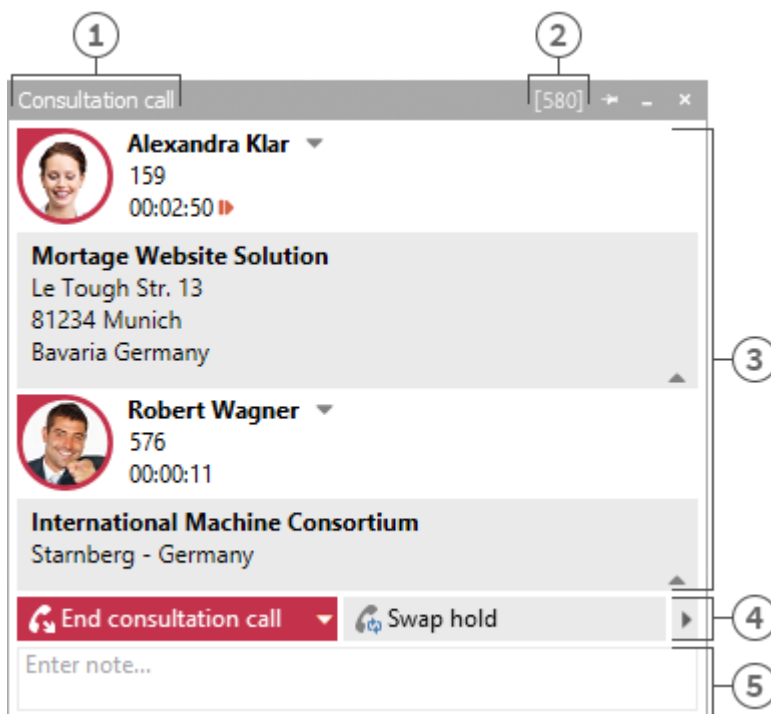 1 2
Consultation call [580]
Alexandra Klar
159
00:02:50
Mortage Website Solution
Le Tough Str. 13
81234 Munich
Bavaria Germany
3
Robert Wagner
576
00:00:11
International Machine Consortium
Starnberg - Germany
End consultation call Swap hold 4
Enter note... 5